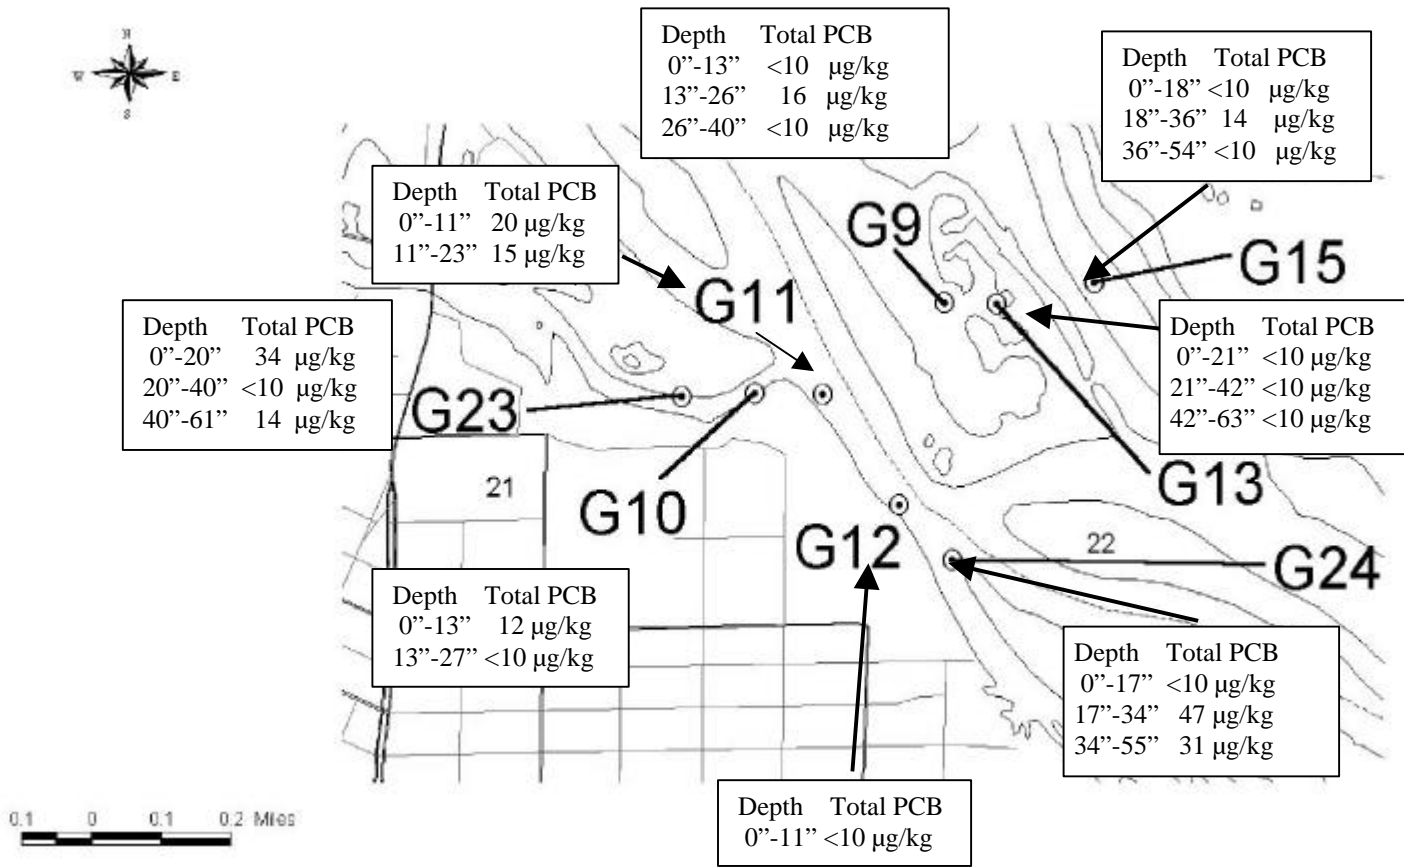 N
W E
S
Depth Total PCB
0”-13” <10 µg/kg
13”-26” 16 µg/kg
26”-40” <10 µg/kg
Depth Total PCB
0”-18” <10 µg/kg
18”-36” 14 µg/kg
36”-54” <10 µg/kg
Depth Total PCB
0”-11” 20 µg/kg
11”-23” 15 µg/kg
G9
G15
G11
Depth Total PCB
0”-20” 34 µg/kg
20”-40” <10 µg/kg
40”-61” 14 µg/kg
Depth Total PCB
0”-21” <10 µg/kg
21”-42” <10 µg/kg
42”-63” <10 µg/kg
G23
G13
21
G10
G12
22
G24
Depth Total PCB
0”-13” 12 µg/kg
13”-27” <10 µg/kg
Depth Total PCB
0”-17” <10 µg/kg
17”-34” 47 µg/kg
34”-55” 31 µg/kg
Depth Total PCB
0”-11” <10 µg/kg
0.1 0 0.1 0.2 Miles